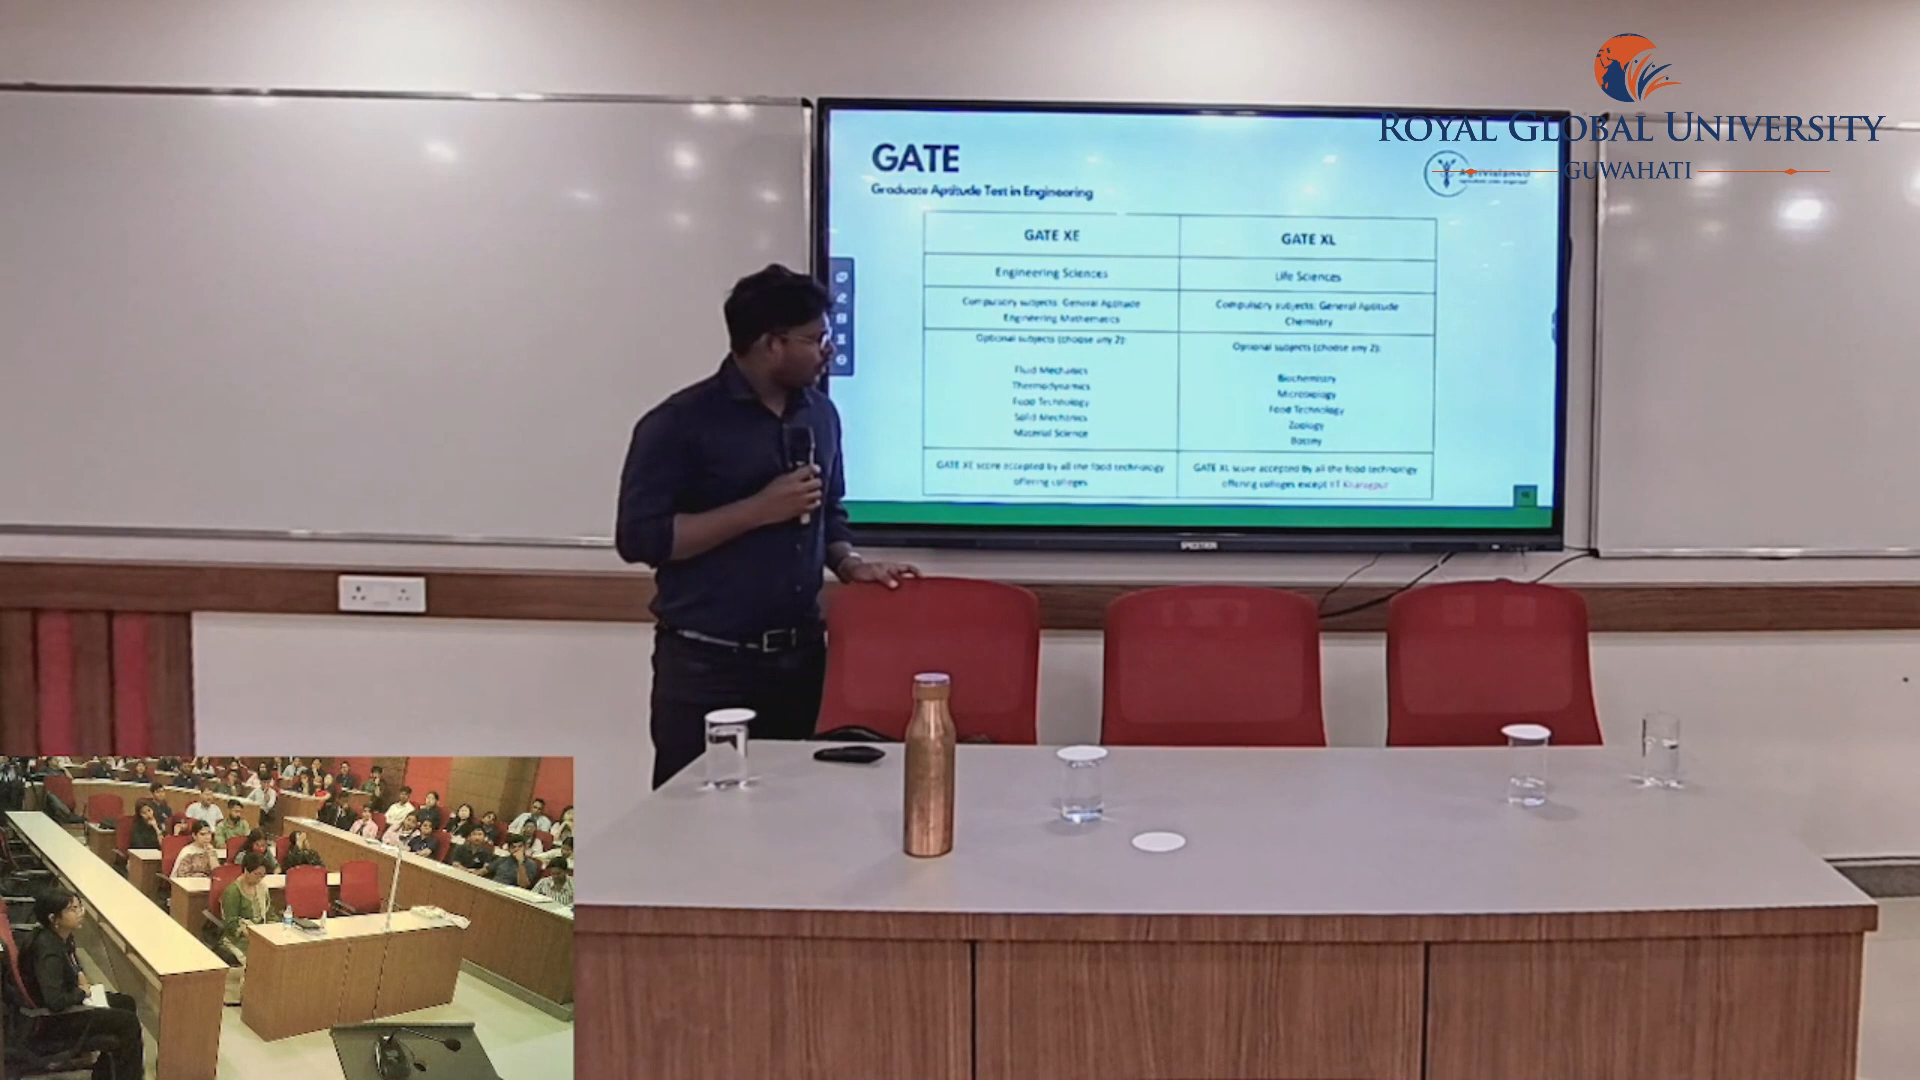 ROYAL GLOBAL UNIVERSITY
GUWAHATI
GATE
Graduate Aptitude Test in Engineering
GATE XE
GATE XL
Engineering Sciences
Life Sciences
Compulsory subjects: General Aptitude
Engineering Mathematics
Compulsory subjects: General Aptitude
Chemistry
Optional subjects (choose any 2):
Fluid Mechanics
Thermodynamics
Food Technology
Solid Mechanics
Material Science
Optional subjects (choose any 2):
Biochemistry
Microbiology
Food Technology
Zoology
Botany
GATE XE score accepted by all the food technology
offering colleges
GATE XL score accepted by all the food technology
offering colleges except IIT Kharagpur